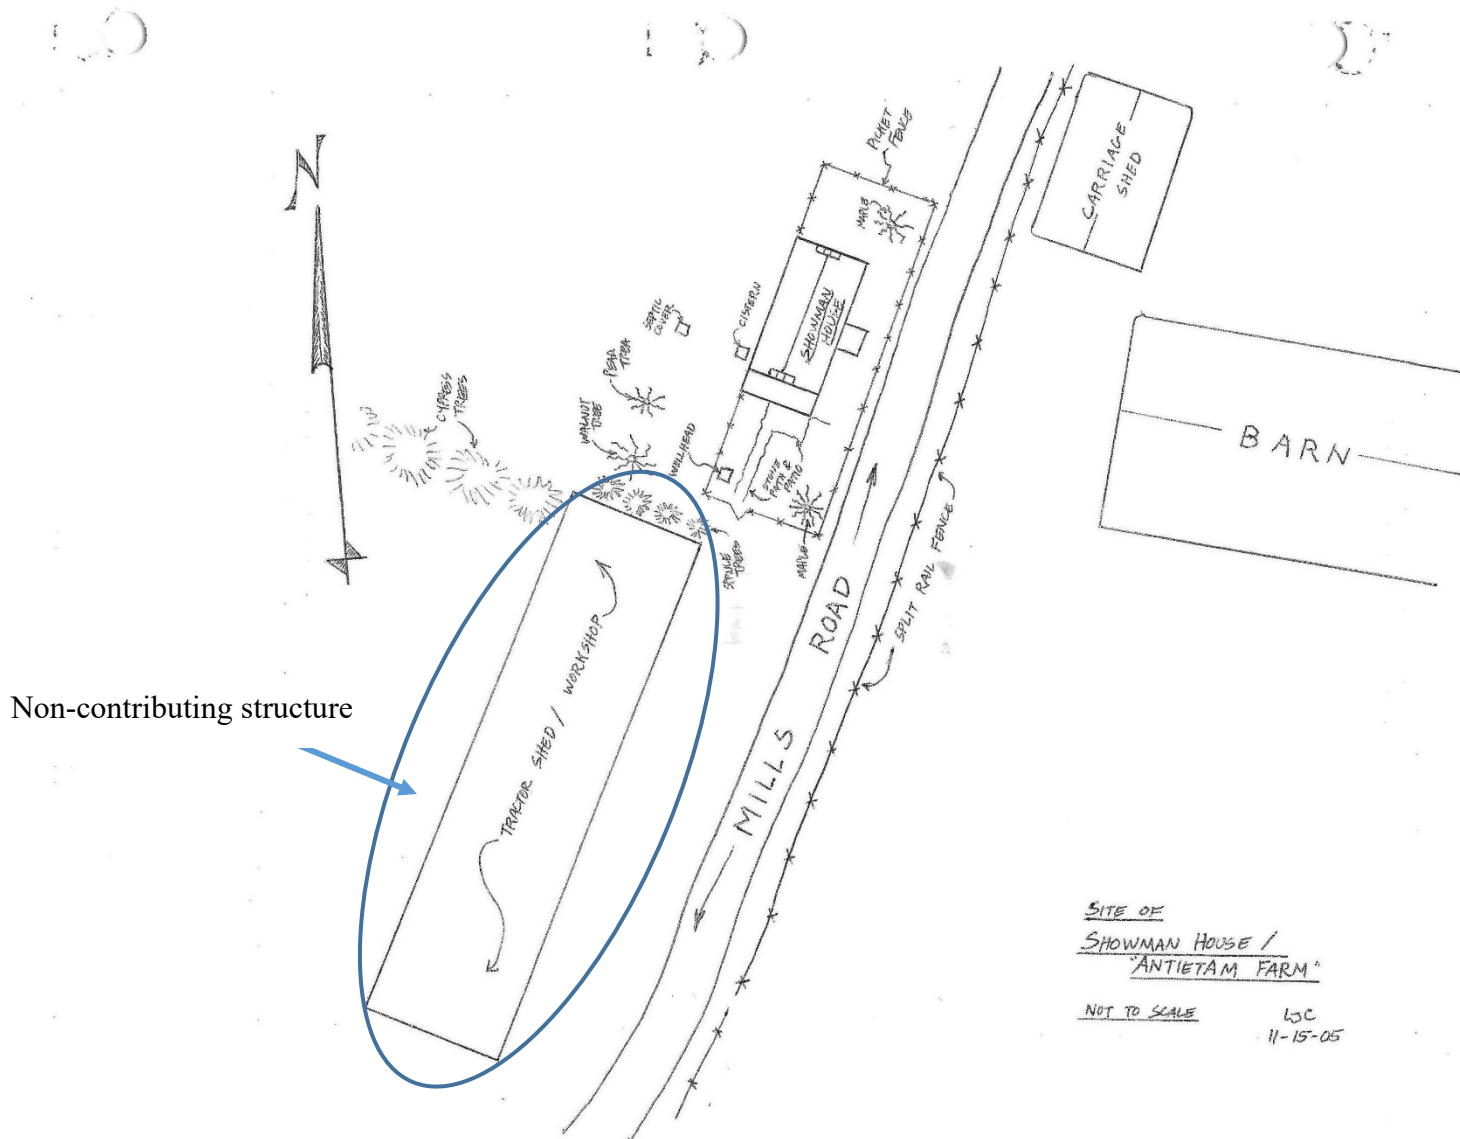 N
PICKET
FENCE
MAPLE
CARRIAGE
SHED
SEPTIC
COVER
CISTERN
SHOWMAN
HOUSE
PEAR
TREE
CYPRESS
TREES
WALNUT
TREE
WELLHEAD
STONE
PATH &
PATIO
BARN
SPRUCE
TREES
MAPLE
MILLS ROAD
SPLIT RAIL FENCE
TRACTOR SHED / WORKSHOP
Non-contributing structure
SITE OF
SHOWMAN HOUSE /
"ANTIETAM FARM"
NOT TO SCALE
LJC
11-15-05